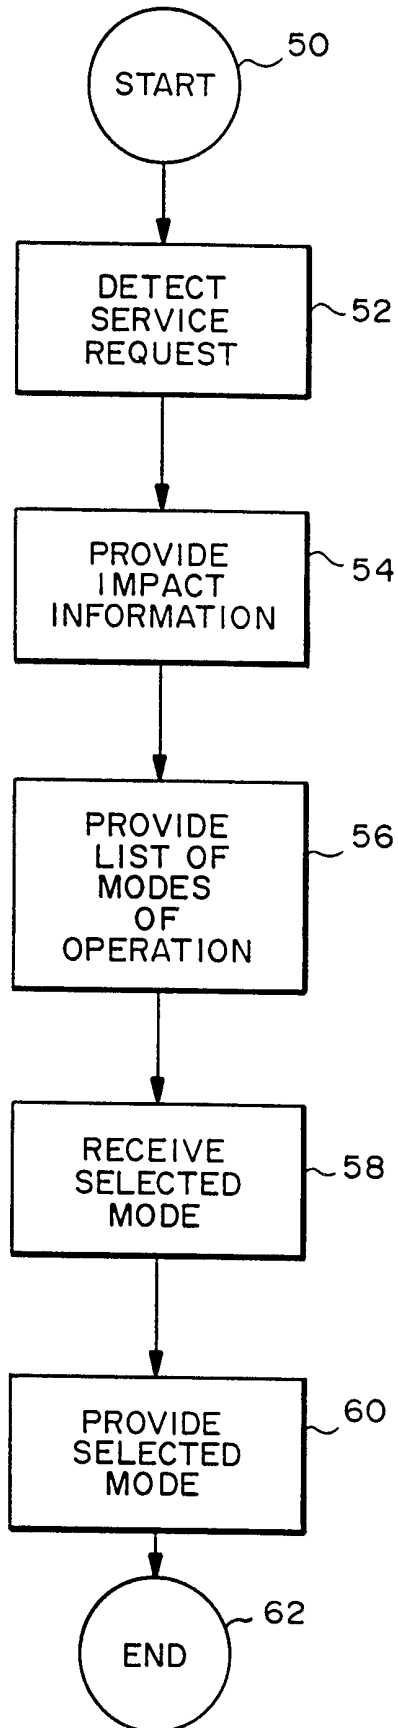 START
50
DETECT
SERVICE
REQUEST
52
PROVIDE
IMPACT
INFORMATION
54
PROVIDE
LIST OF
MODES
OF
OPERATION
56
RECEIVE
SELECTED
MODE
58
PROVIDE
SELECTED
MODE
60
END
62